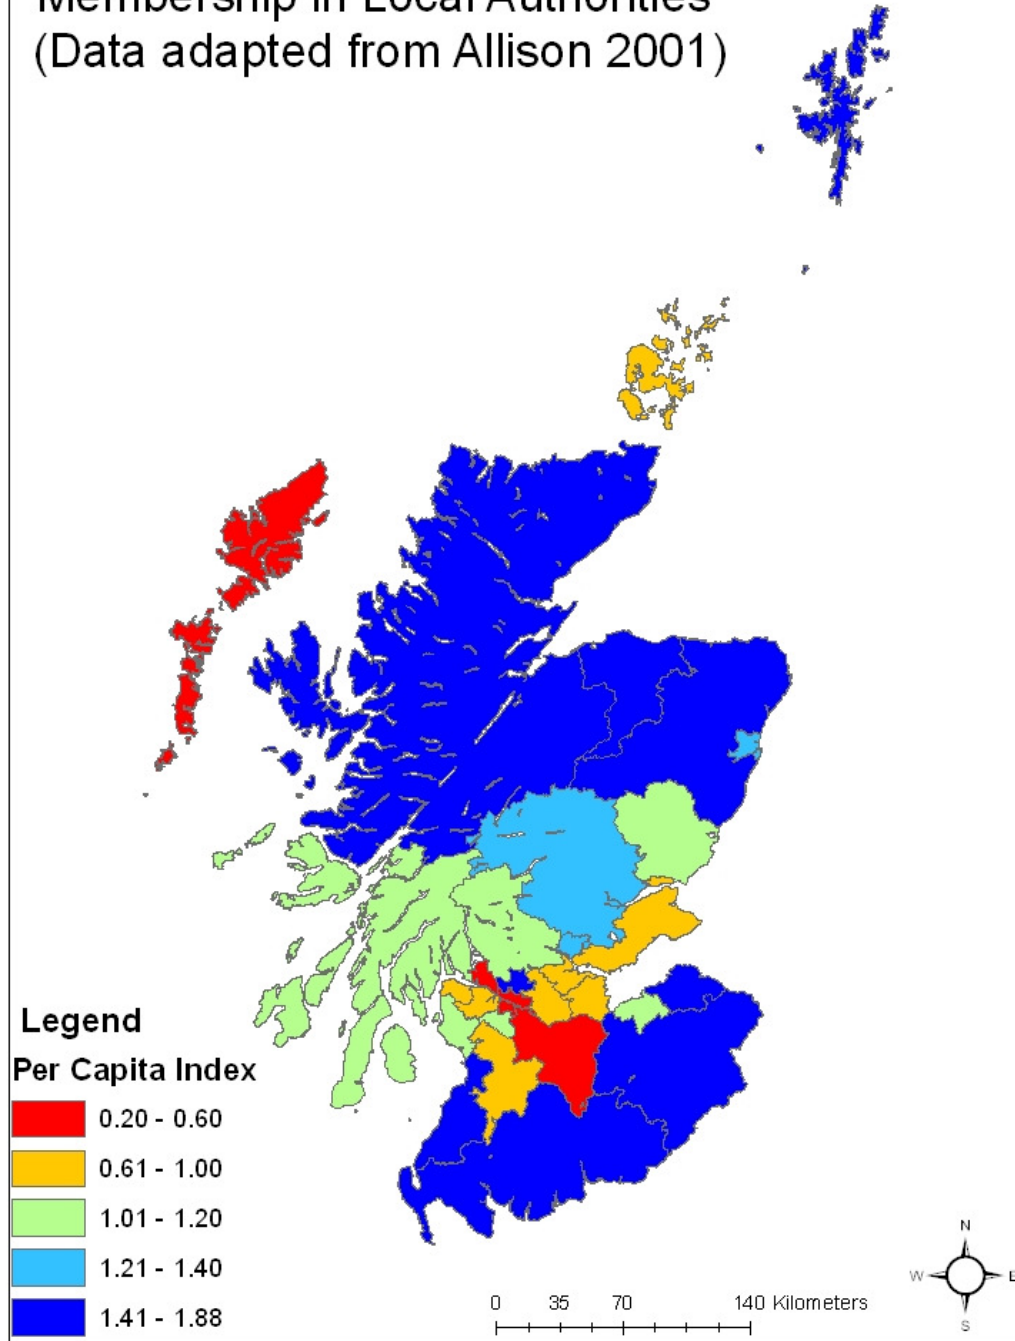 Membership in Local Authorities
(Data adapted from Allison 2001)
Legend
Per Capita Index
0.20 - 0.60
0.61 - 1.00
1.01 - 1.20
1.21 - 1.40
1.41 - 1.88
0 35 70 140 Kilometers
N
W E
S